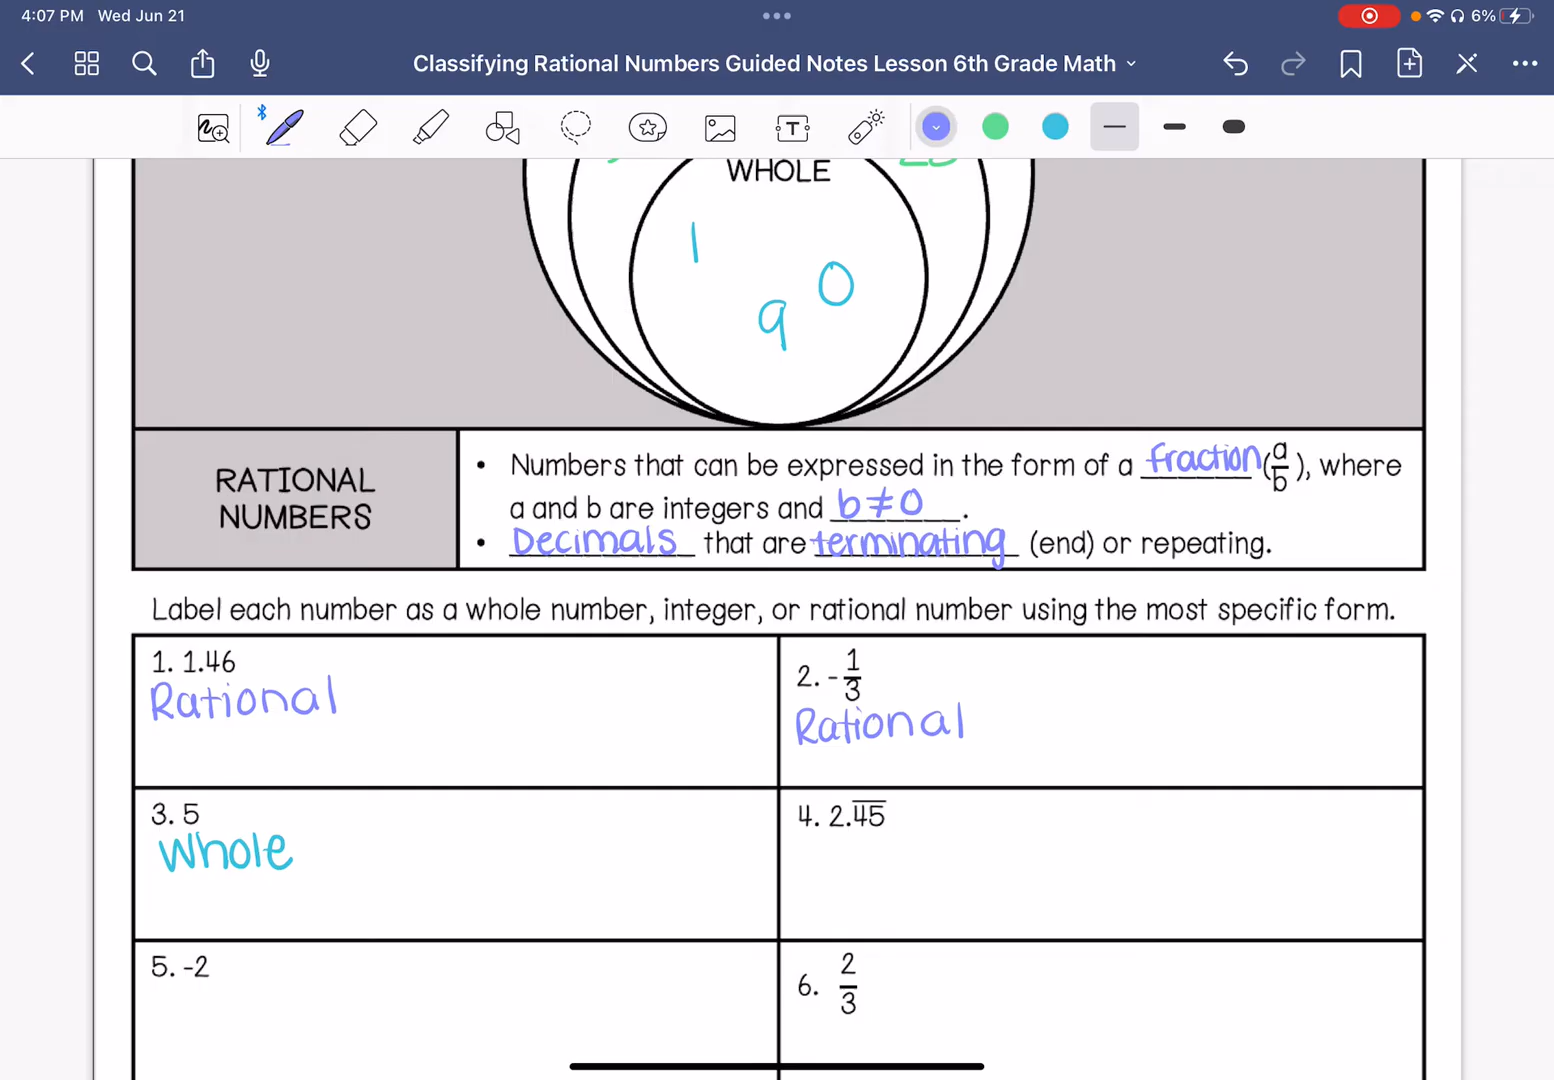 4:07 PM Wed Jun 21
6%
Classifying Rational Numbers Guided Notes Lesson 6th Grade Math
T
WHOLE
1
0
9
RATIONAL
NUMBERS
• Numbers that can be expressed in the form of a fraction (a/b), where
a and b are integers and b≠0.
• Decimals that are terminating (end) or repeating.
Label each number as a whole number, integer, or rational number using the most specific form.
1. 1.46
Rational
2. -1/3
Rational
3. 5
Whole
4. 2.4̅5̅
5. -2
6. 2/3